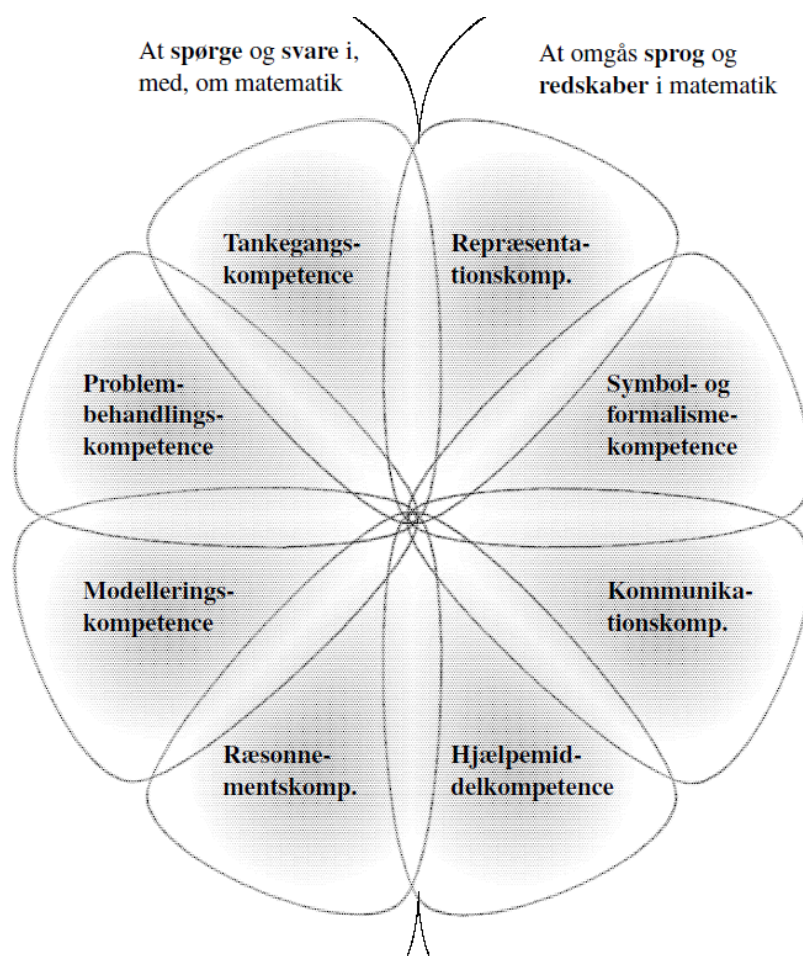 At spørge og svare i,
med, om matematik
At omgås sprog og
redskaber i matematik
Tankegangs-
kompetence
Repræsenta-
tionskomp.
Problem-
behandlings-
kompetence
Symbol- og
formalisme-
kompetence
Modellerings-
kompetence
Kommunika-
tionskomp.
Ræsonne-
mentskomp.
Hjælpemid-
delkompetence